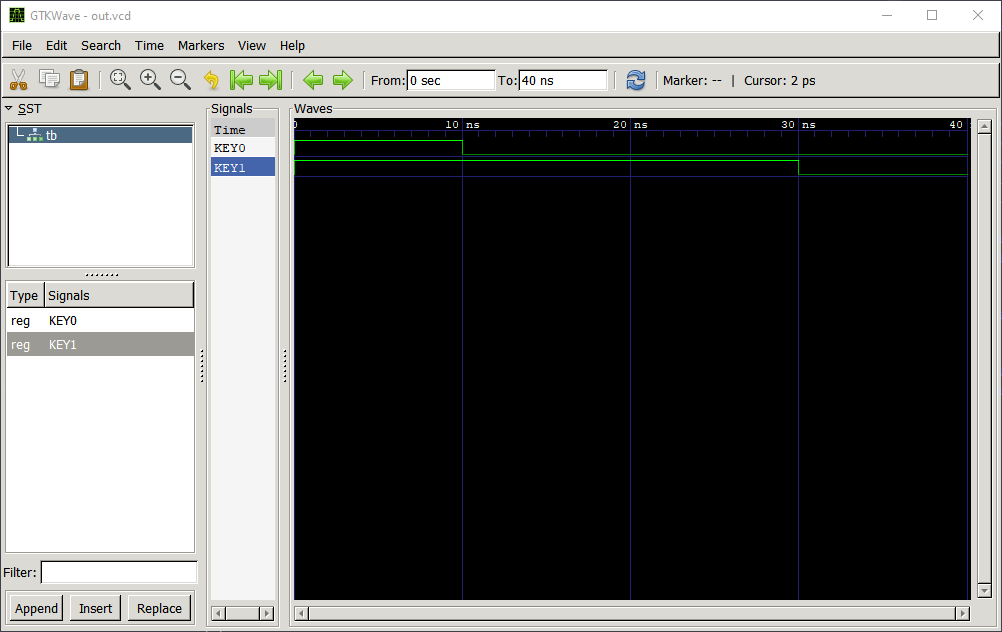 GTKWave - out.vcd
File Edit Search Time Markers View Help
From: 0 sec To: 40 ns Marker: -- | Cursor: 2 ps
SST
tb
Type Signals
reg KEY0
reg KEY1
Filter:
Append Insert Replace
Signals
Time
KEY0
KEY1
Waves
0 10 ns 20 ns 30 ns 40